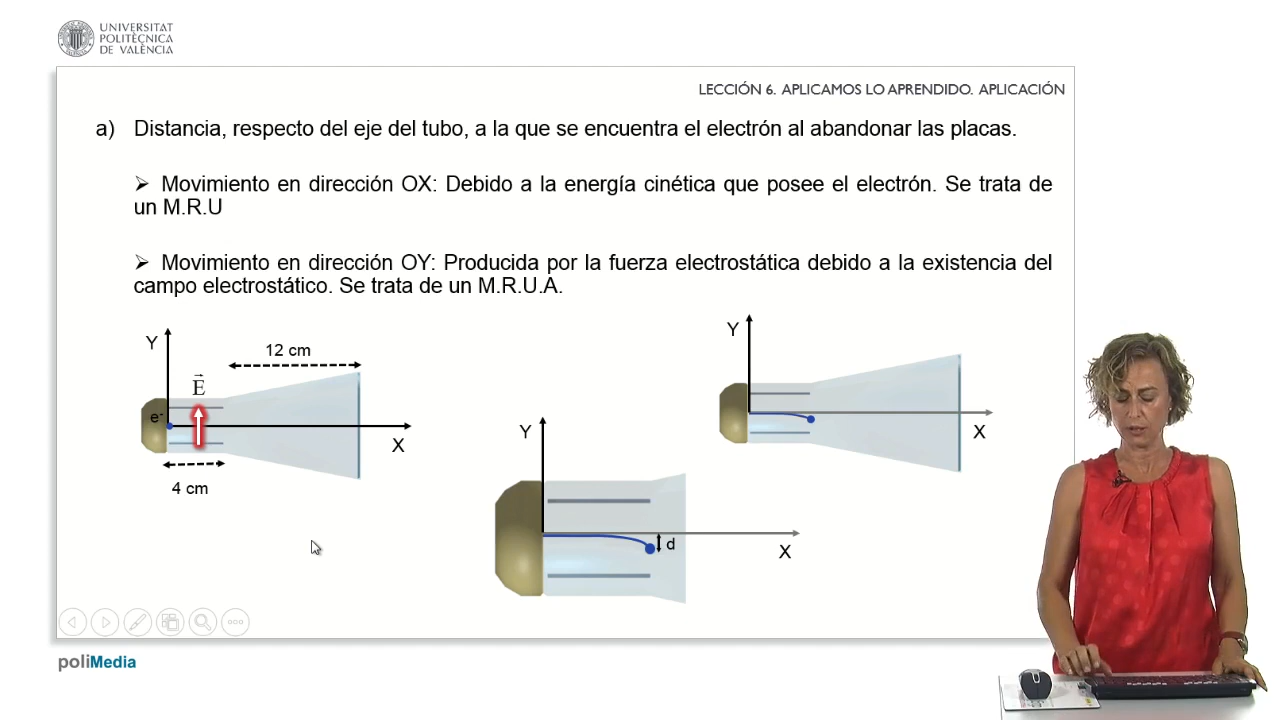 UNIVERSITAT
POLITÈCNICA
DE VALÈNCIA
LECCIÓN 6. APLICAMOS LO APRENDIDO. APLICACIÓN
a) Distancia, respecto del eje del tubo, a la que se encuentra el electrón al abandonar las placas.
➢ Movimiento en dirección OX: Debido a la energía cinética que posee el electrón. Se trata de
un M.R.U
➢ Movimiento en dirección OY: Producida por la fuerza electrostática debido a la existencia del
campo electrostático. Se trata de un M.R.U.A.
Y
12 cm
E⃗
e-
X
4 cm
Y
d
X
Y
X
poliMedia